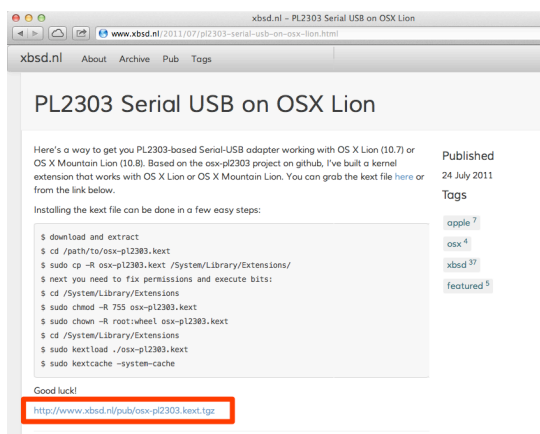 xbsd.nl – PL2303 Serial USB on OSX Lion
www.xbsd.nl/2011/07/pl2303-serial-usb-on-osx-lion.html
xbsd.nl About Archive Pub Tags
PL2303 Serial USB on OSX Lion
Here's a way to get you PL2303-based Serial-USB adapter working with OS X Lion (10.7) or
OS X Mountain Lion (10.8). Based on the osx-pl2303 project on github, I've built a kernel
extension that works with OS X Lion or OS X Mountain Lion. You can grab the kext file here or
from the link below.
Installing the kext file can be done in a few easy steps:
$ download and extract
$ cd /path/to/osx-pl2303.kext
$ sudo cp -R osx-pl2303.kext /System/Library/Extensions/
$ next you need to fix permissions and execute bits:
$ cd /System/Library/Extensions
$ sudo chmod -R 755 osx-pl2303.kext
$ sudo chown -R root:wheel osx-pl2303.kext
$ cd /System/Library/Extensions
$ sudo kextload ./osx-pl2303.kext
$ sudo kextcache -system-cache
Good luck!
http://www.xbsd.nl/pub/osx-pl2303.kext.tgz
Published
24 July 2011
Tags
apple 7
osx 4
xbsd 37
featured 5